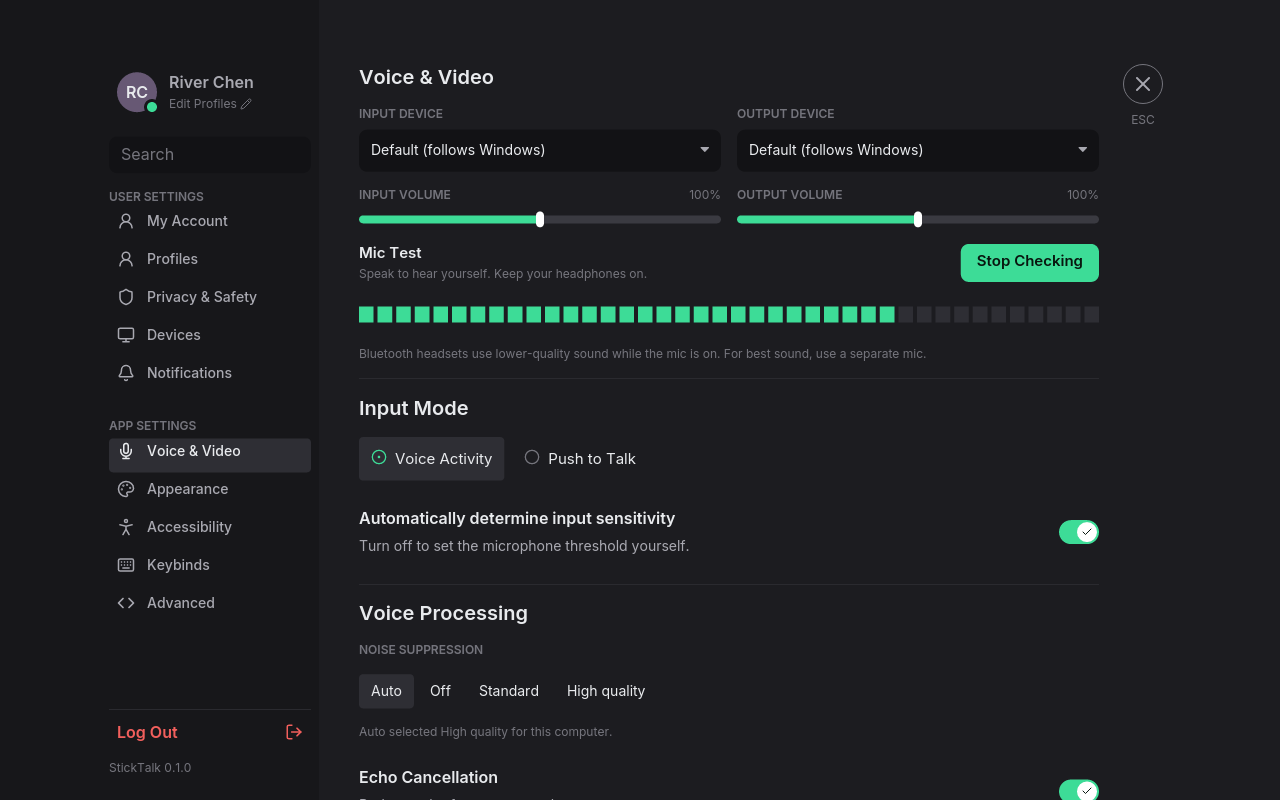 RC
River Chen
Edit Profiles
Search
USER SETTINGS
My Account
Profiles
Privacy & Safety
Devices
Notifications
APP SETTINGS
Voice & Video
Appearance
Accessibility
Keybinds
Advanced
Log Out
StickTalk 0.1.0
Voice & Video
ESC
INPUT DEVICE
OUTPUT DEVICE
Default (follows Windows)
Default (follows Windows)
INPUT VOLUME
100%
OUTPUT VOLUME
100%
Mic Test
Speak to hear yourself. Keep your headphones on.
Stop Checking
Bluetooth headsets use lower-quality sound while the mic is on. For best sound, use a separate mic.
Input Mode
Voice Activity
Push to Talk
Automatically determine input sensitivity
Turn off to set the microphone threshold yourself.
Voice Processing
NOISE SUPPRESSION
Auto
Off
Standard
High quality
Auto selected High quality for this computer.
Echo Cancellation